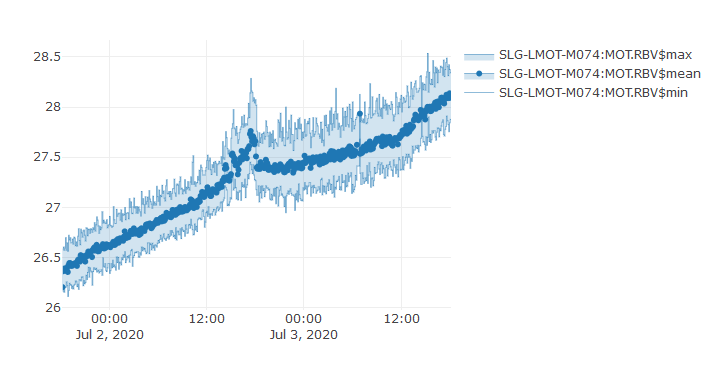 28.5
28
27.5
27
26.5
26
00:00
Jul 2, 2020
12:00
00:00
Jul 3, 2020
12:00
SLG-LMOT-M074:MOT.RBV$max
SLG-LMOT-M074:MOT.RBV$mean
SLG-LMOT-M074:MOT.RBV$min